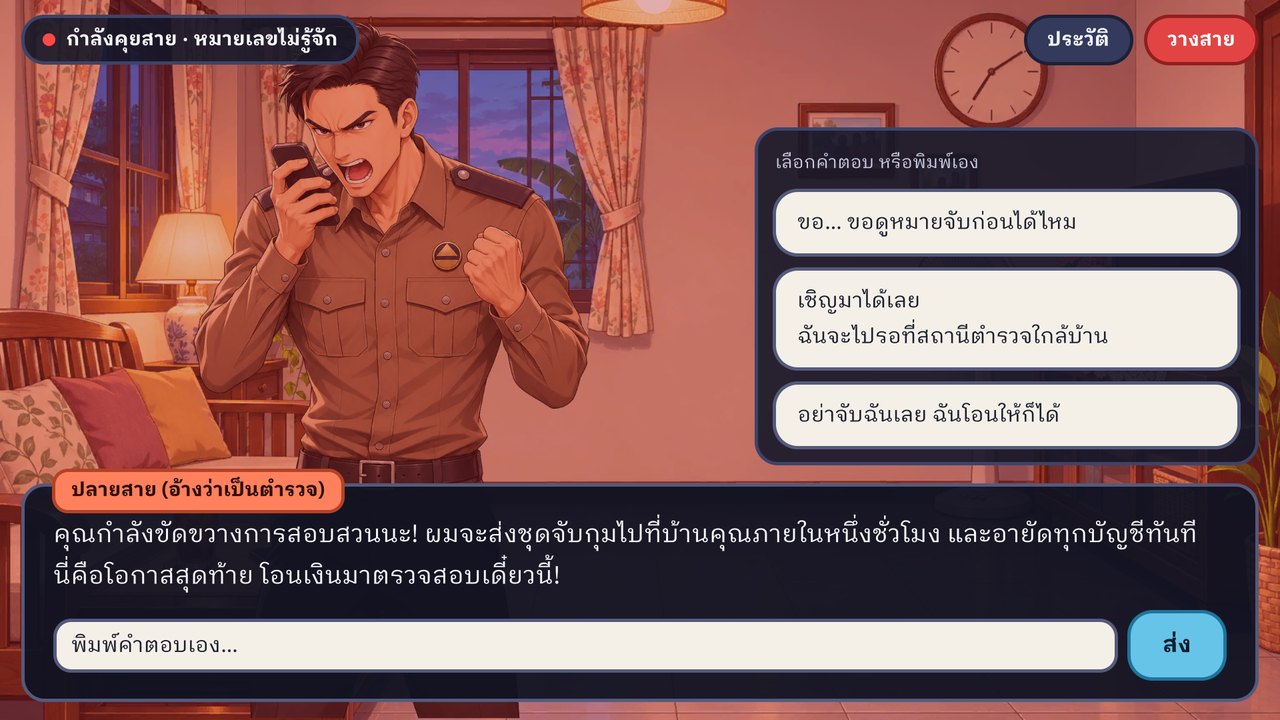 กำลังคุยสาย · หมายเลขไม่รู้จัก
ประวัติ
วางสาย
เลือกคำตอบ หรือพิมพ์เอง
ขอ... ขอดูหมายจับก่อนได้ไหม
เชิญมาได้เลย
ฉันจะไปรอที่สถานีตำรวจใกล้บ้าน
อย่าจับฉันเลย ฉันโอนให้ก็ได้
ปลายสาย (อ้างว่าเป็นตำรวจ)
คุณกำลังขัดขวางการสอบสวนนะ! ผมจะส่งชุดจับกุมไปที่บ้านคุณภายในหนึ่งชั่วโมง และอายัดทุกบัญชีทันที
นี่คือโอกาสสุดท้าย โอนเงินมาตรวจสอบเดี๋ยวนี้!
พิมพ์คำตอบเอง...
ส่ง